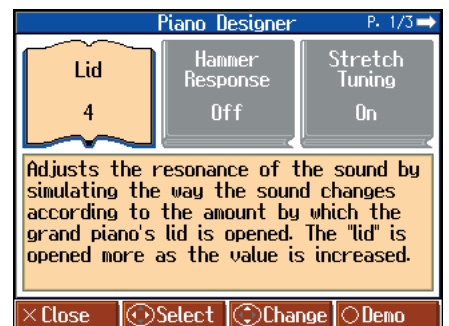 Piano Designer P. 1/3
Lid
4
Hammer
Response
Off
Stretch
Tuning
On
Adjusts the resonance of the sound by
simulating the way the sound changes
according to the amount by which the
grand piano's lid is opened. The "lid" is
opened more as the value is increased.
×Close Select Change Demo